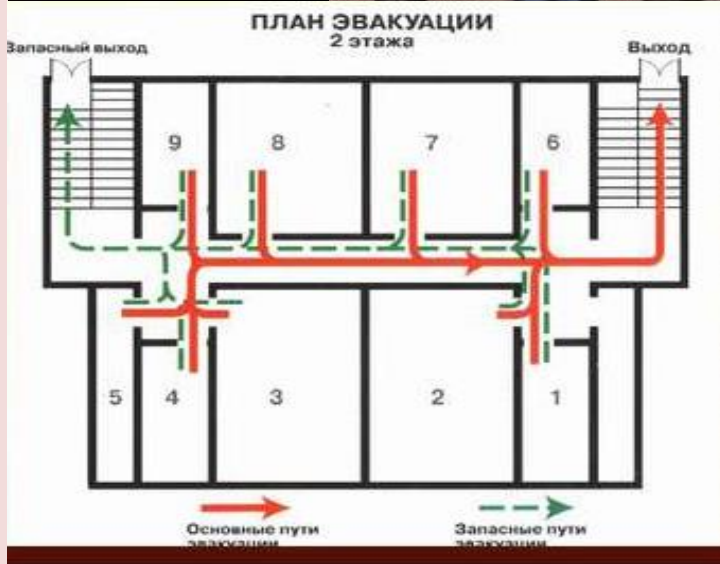 ПЛАН ЭВАКУАЦИИ
2 этажа
Запасный выход
Выход
9
8
7
6
5
4
3
2
1
Основные пути
эвакуации
Запасные пути
эвакуации